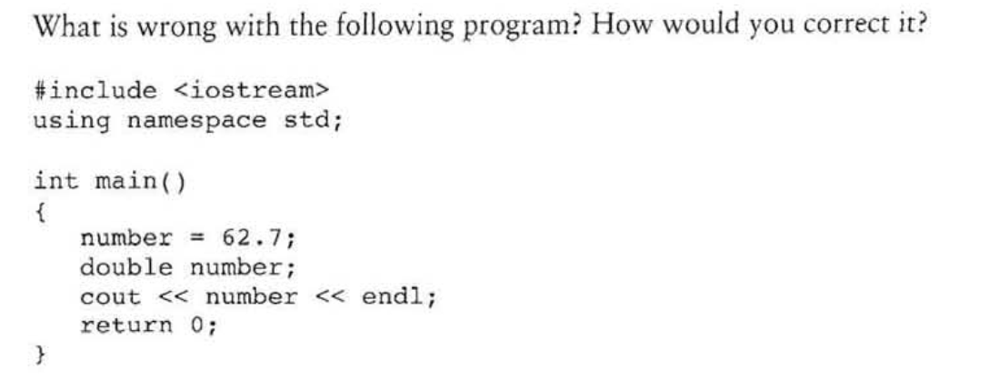 What is wrong with the following program? How would you correct it?
#include <iostream>
using namespace std;
int main()
{
number = 62.7;
double number;
cout << number << endl;
return 0;
}